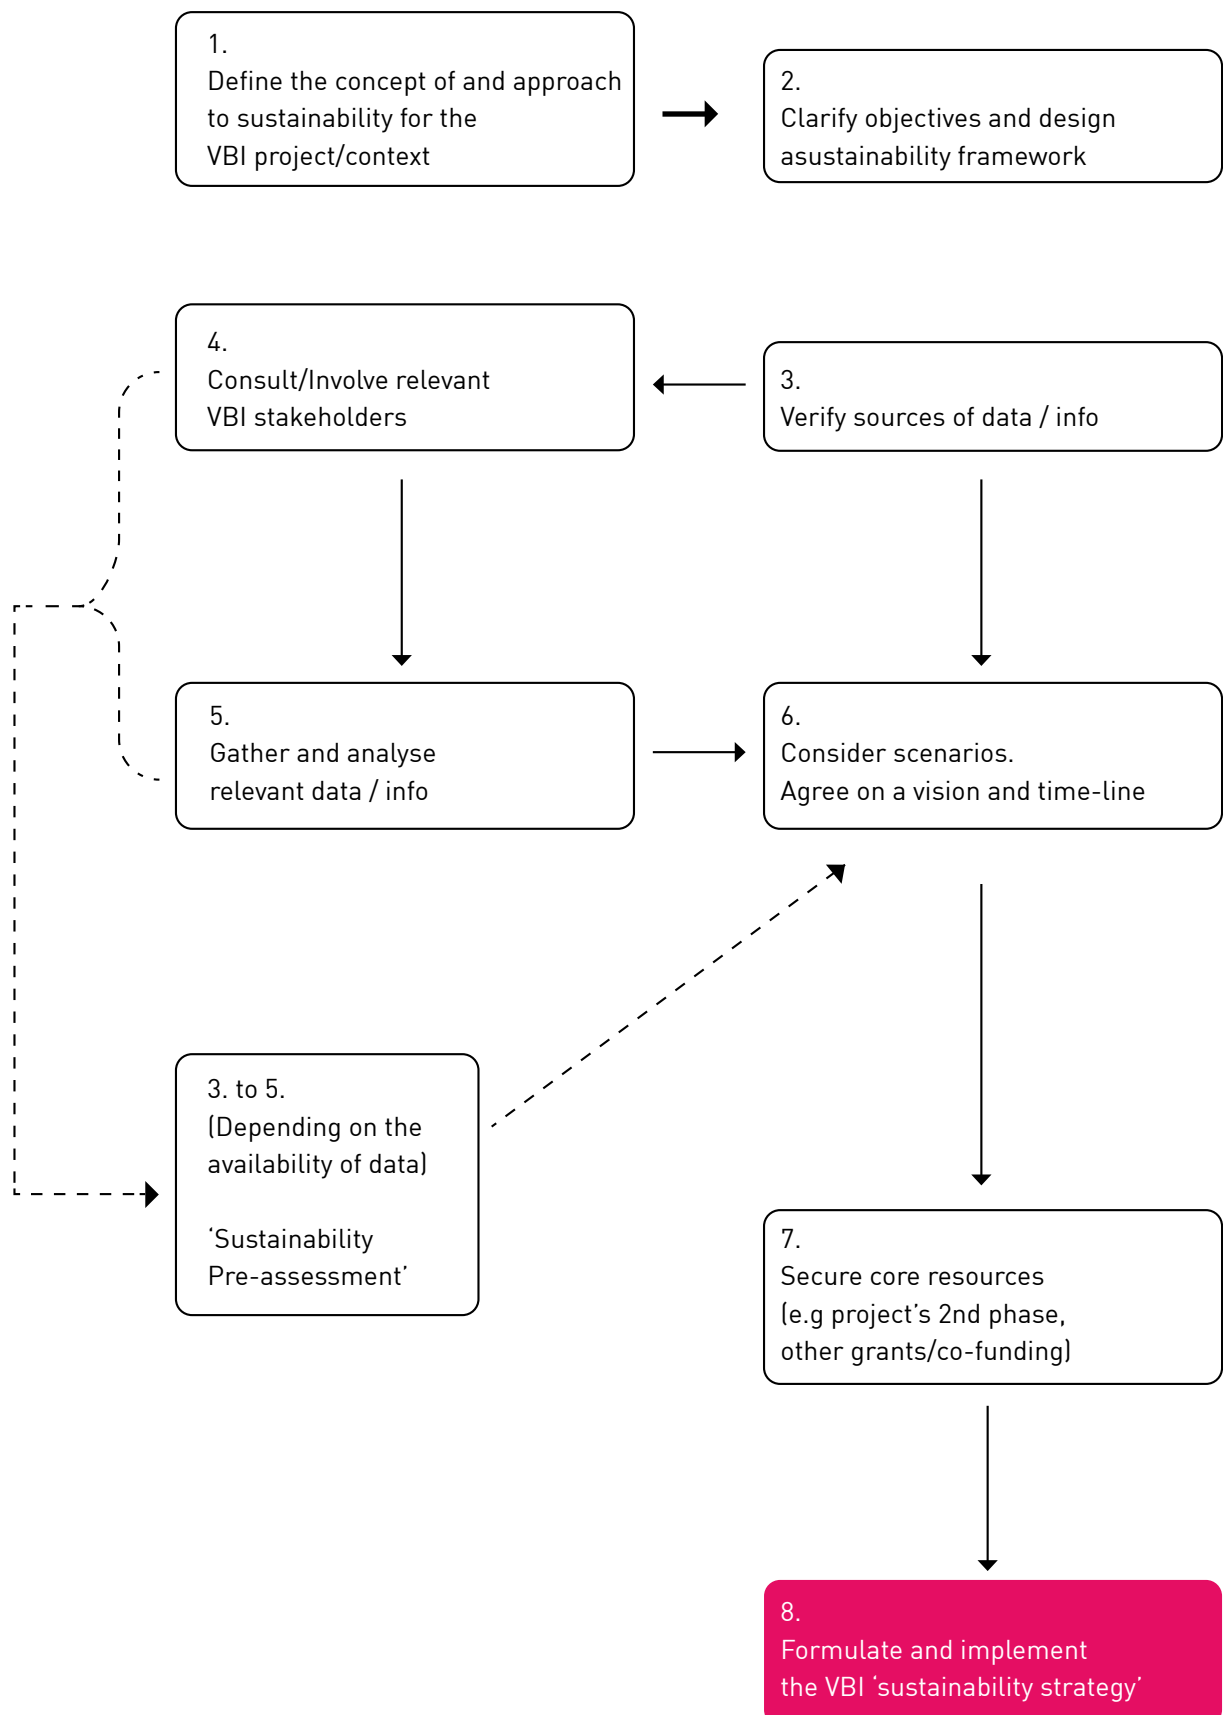 1.
Define the concept of and approach
to sustainability for the
VBI project/context
2.
Clarify objectives and design
asustainability framework
4.
Consult/Involve relevant
VBI stakeholders
3.
Verify sources of data / info
5.
Gather and analyse
relevant data / info
6.
Consider scenarios.
Agree on a vision and time-line
3. to 5.
(Depending on the
availability of data)
‘Sustainability
Pre-assessment’
7.
Secure core resources
(e.g project’s 2nd phase,
other grants/co-funding)
8.
Formulate and implement
the VBI ‘sustainability strategy’